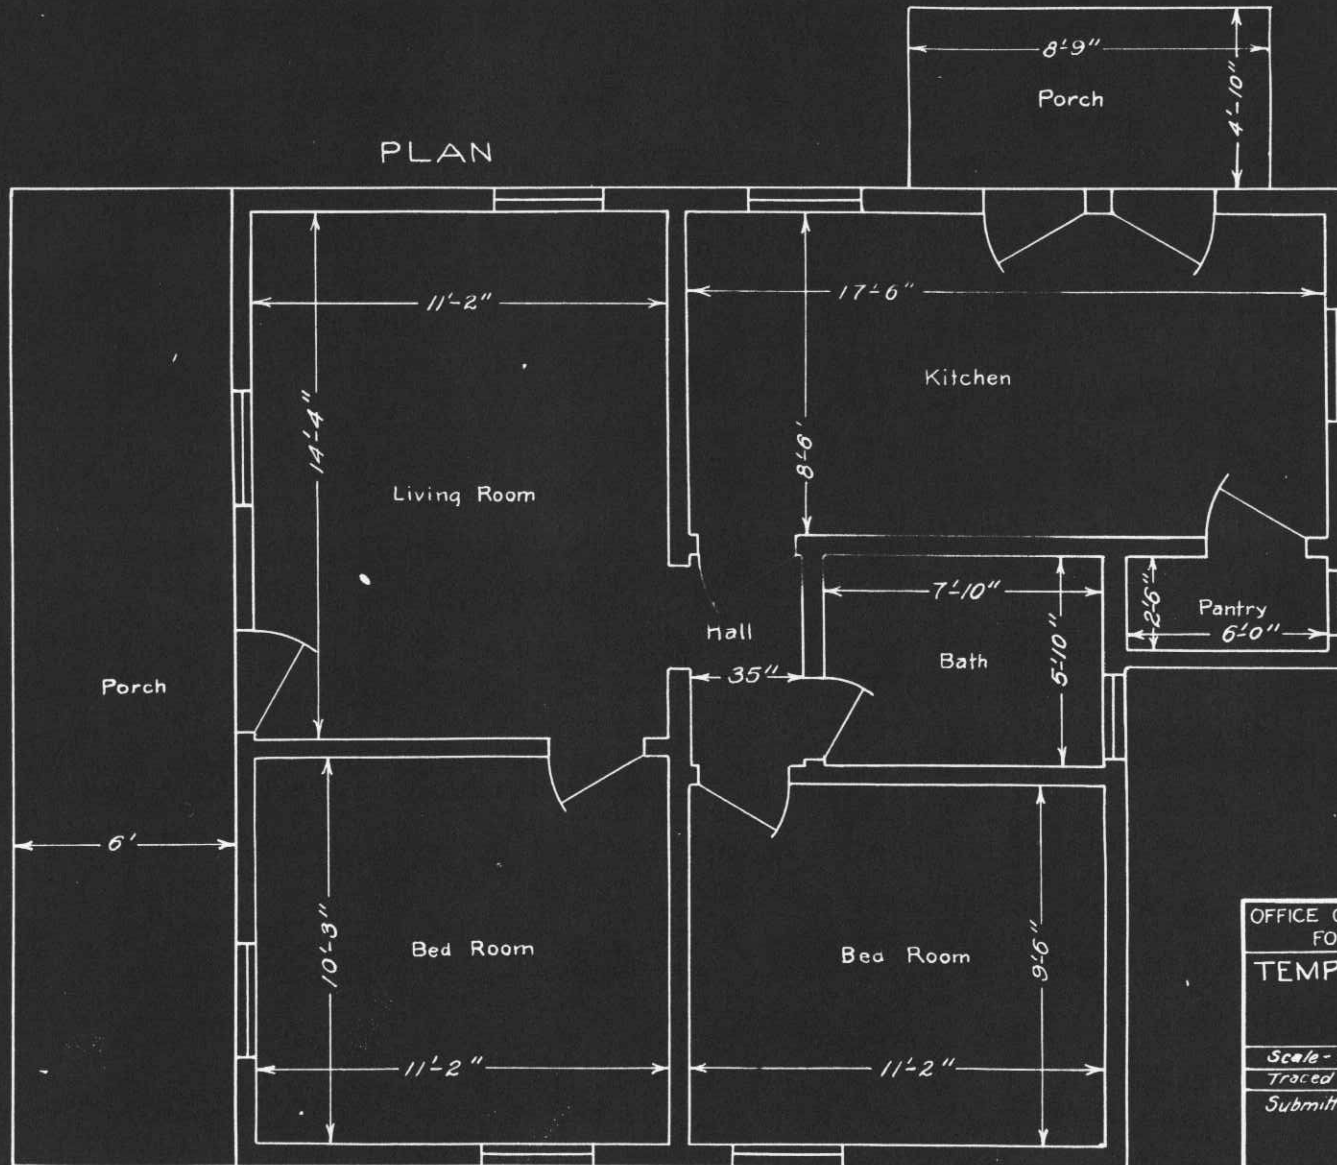 8'-9"
Porch
4'-10"
PLAN
11'-2"
17'-6"
Kitchen
14'-4"
8'-6'
Living Room
7'-10"
2'-6"
Pantry
6'-0"
Hall
Bath
5'-10"
35"
Porch
6'
10'-3"
Bed Room
Bed Room
9'-6"
11'-2"
11'-2"
OFFICE
FO
TEMP
Scale-
Traced
Submitt